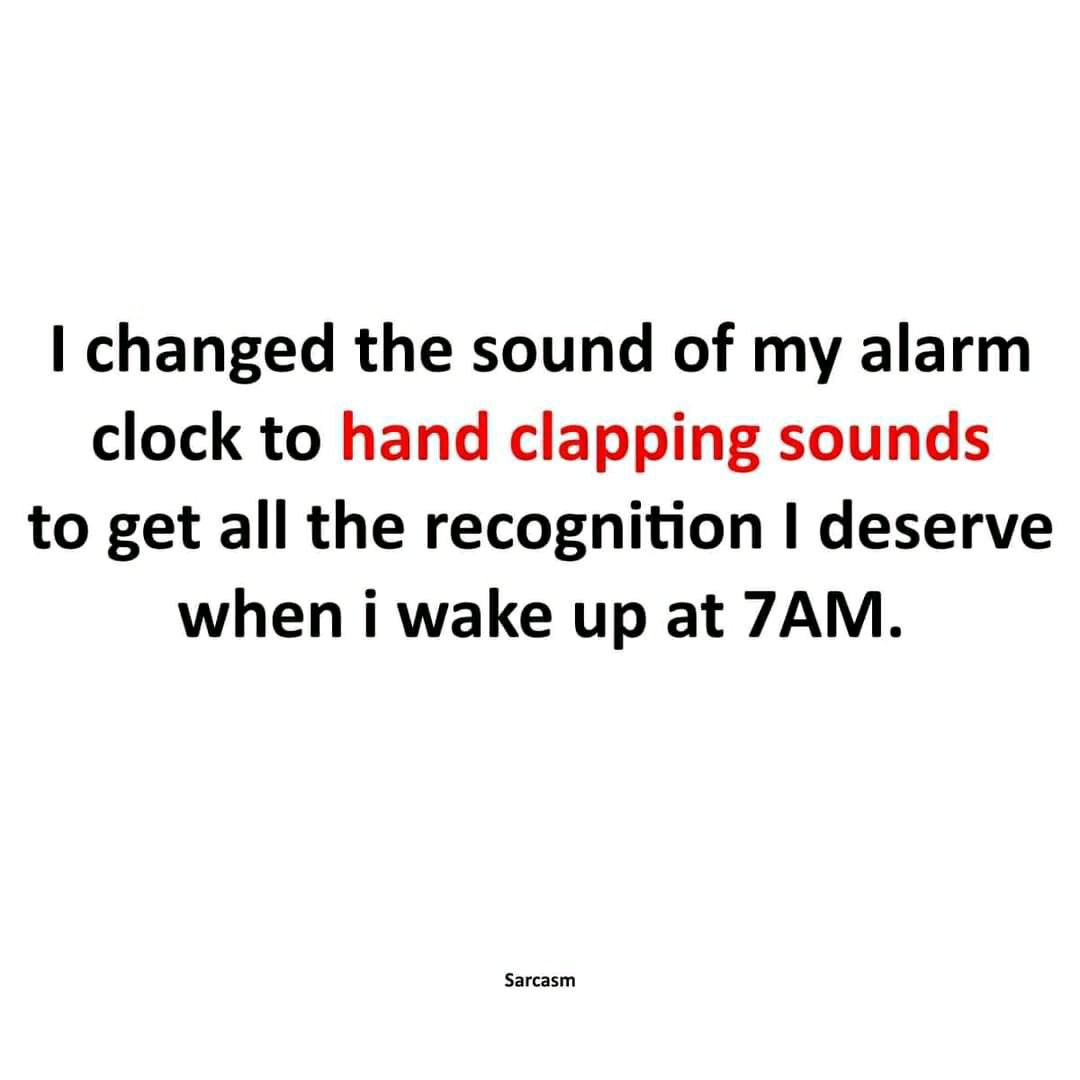 I changed the sound of my alarm
clock to hand clapping sounds
to get all the recognition I deserve
when i wake up at 7AM.
Sarcasm